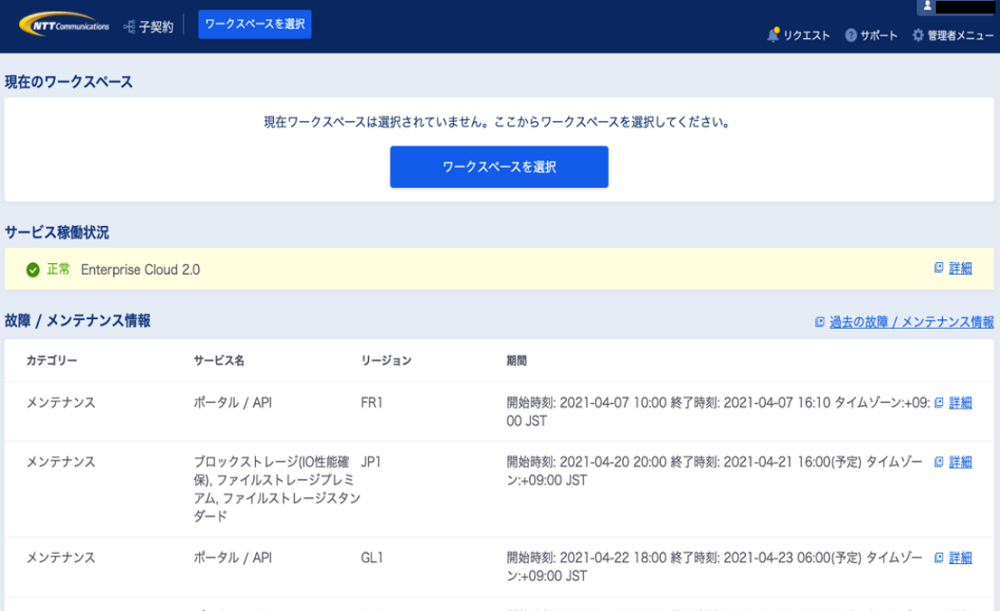 NTT Communications 子契約 ワークスペースを選択
リクエスト サポート 管理者メニュー
現在のワークスペース
現在ワークスペースは選択されていません。ここからワークスペースを選択してください。
ワークスペースを選択
サービス稼働状況
正常 Enterprise Cloud 2.0 詳細
故障 / メンテナンス情報 過去の故障 / メンテナンス情報
カテゴリー サービス名 リージョン 期間
メンテナンス ポータル / API FR1 開始時刻: 2021-04-07 10:00 終了時刻: 2021-04-07 16:10 タイムゾーン:+09: 詳細
00 JST
メンテナンス ブロックストレージ(IO性能確 JP1 開始時刻: 2021-04-20 20:00 終了時刻: 2021-04-21 16:00(予定) タイムゾー 詳細
保), ファイルストレージプレミ ン:+09:00 JST
アム, ファイルストレージスタン
ダード
メンテナンス ポータル / API GL1 開始時刻: 2021-04-22 18:00 終了時刻: 2021-04-23 06:00(予定) タイムゾー 詳細
ン:+09:00 JST